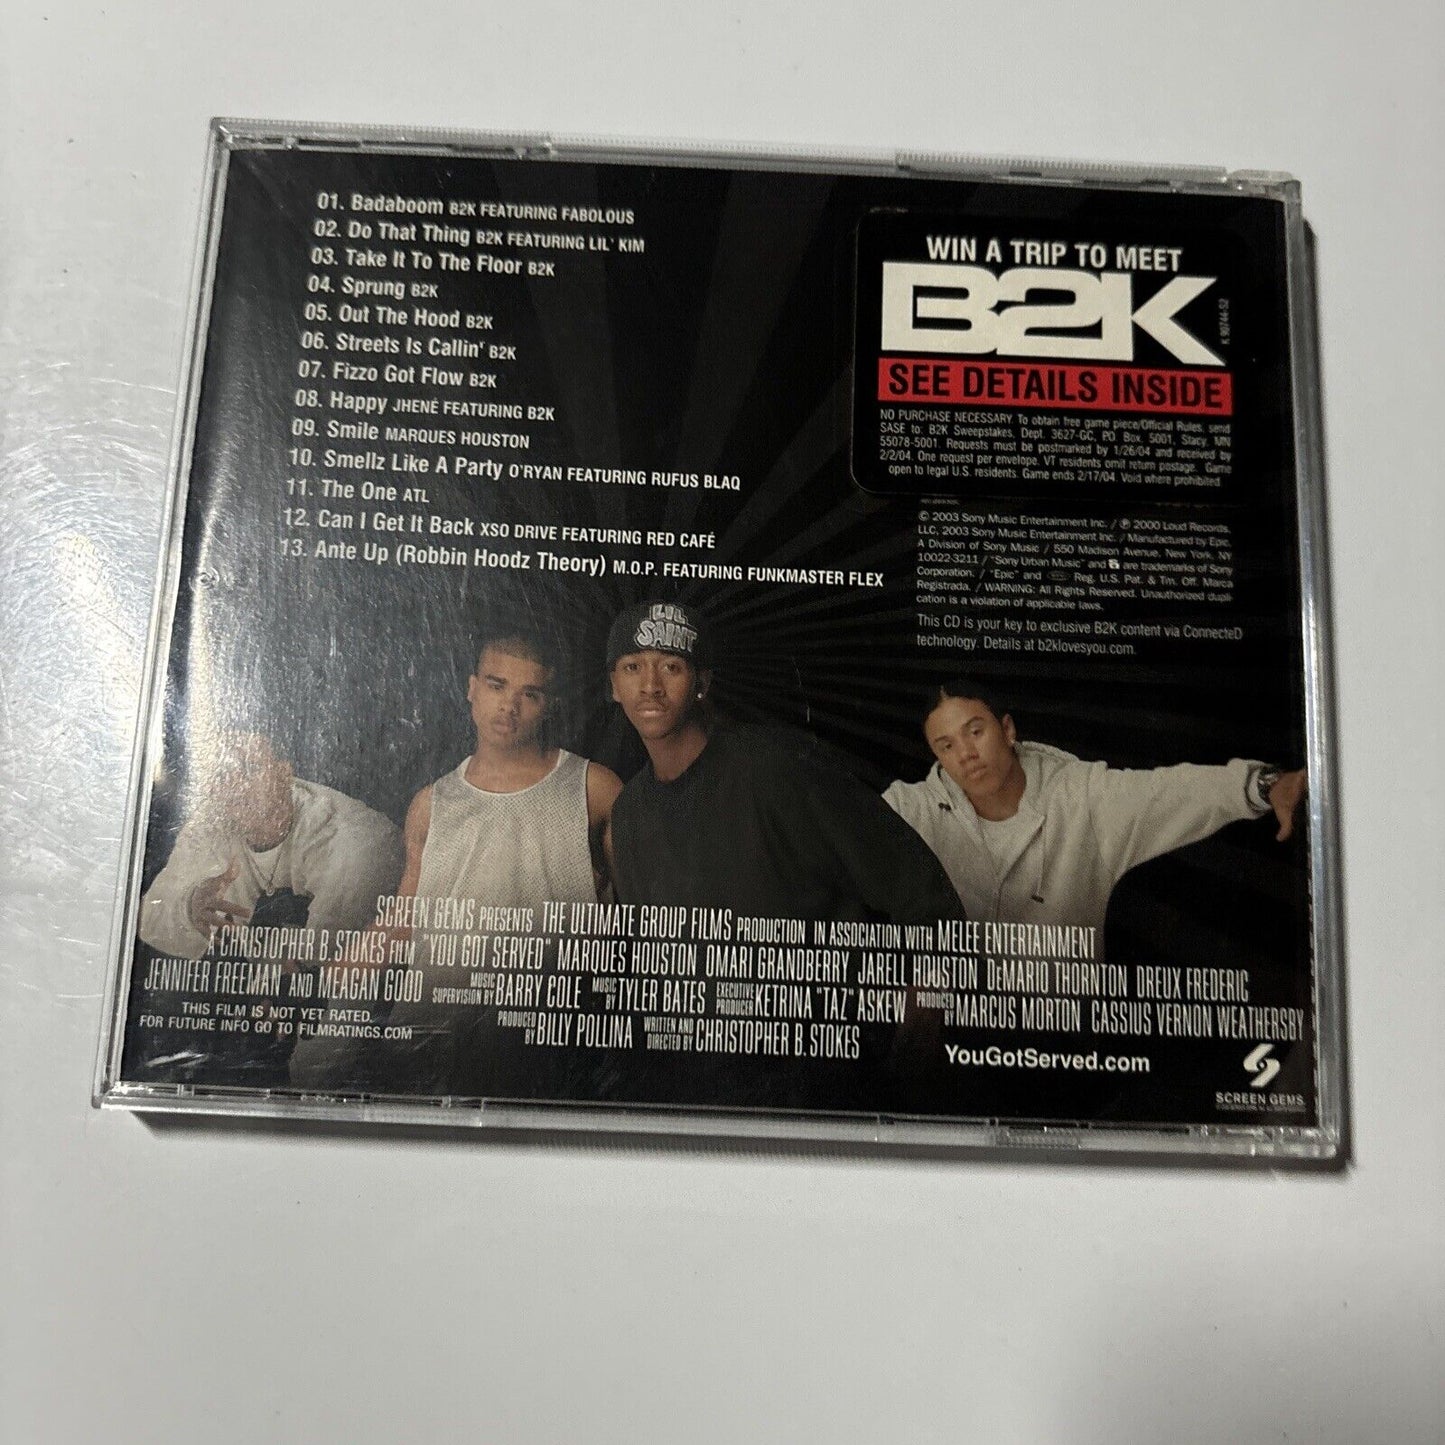 01. Badaboom B2K FEATURING FABOLOUS
02. Do That Thing B2K FEATURING LIL' KIM
03. Take It To The Floor B2K
04. Sprung B2K
05. Out The Hood B2K
06. Streets Is Callin' B2K
07. Fizzo Got Flow B2K
08. Happy JHENÉ FEATURING B2K
09. Smile MARQUES HOUSTON
10. Smellz Like A Party O'RYAN FEATURING RUFUS BLAQ
11. The One ATL
12. Can I Get It Back XSO DRIVE FEATURING RED CAFÉ
13. Ante Up (Robbin Hoodz Theory) M.O.P. FEATURING FUNKMASTER FLEX
WIN A TRIP TO MEET
B2K
K 90744-S2
SEE DETAILS INSIDE
NO PURCHASE NECESSARY. To obtain free game piece/Official Rules, send
SASE to: B2K Sweepstakes, Dept. 3627-GC, PO Box, 5001, Stacy, MN
55078-5001. Requests must be postmarked by 1/26/04 and received by
2/2/04. One request per envelope. VT residents omit return postage. Game
open to legal U.S. residents. Game ends 2/17/04. Void where prohibited.
© 2003 Sony Music Entertainment Inc. / ℗ 2000 Loud Records,
LLC, 2003 Sony Music Entertainment Inc. / Manufactured by Epic,
A Division of Sony Music / 550 Madison Avenue, New York, NY
10022-3211 / "Sony Urban Music" and are trademarks of Sony
Corporation. / "Epic" and Reg. U.S. Pat. & Tm. Off. Marca
Registrada. / WARNING: All Rights Reserved. Unauthorized dupli-
cation is a violation of applicable laws.
This CD is your key to exclusive B2K content via ConnecteD
technology. Details at b2klovesyou.com.
LIL
SAINT
SCREEN GEMS PRESENTS THE ULTIMATE GROUP FILMS PRODUCTION IN ASSOCIATION WITH MELEE ENTERTAINMENT
A CHRISTOPHER B. STOKES FILM "YOU GOT SERVED" MARQUES HOUSTON OMARI GRANDBERRY JARELL HOUSTON DeMARIO THORNTON DREUX FREDERIC
JENNIFER FREEMAN AND MEAGAN GOOD MUSIC SUPERVISION BY BARRY COLE MUSIC BY TYLER BATES EXECUTIVE PRODUCER KETRINA "TAZ" ASKEW PRODUCED BY MARCUS MORTON CASSIUS VERNON WEATHERSBY
THIS FILM IS NOT YET RATED.
FOR FUTURE INFO GO TO FILMRATINGS.COM
PRODUCED BY BILLY POLLINA WRITTEN AND DIRECTED BY CHRISTOPHER B. STOKES
YouGotServed.com
SCREEN GEMS